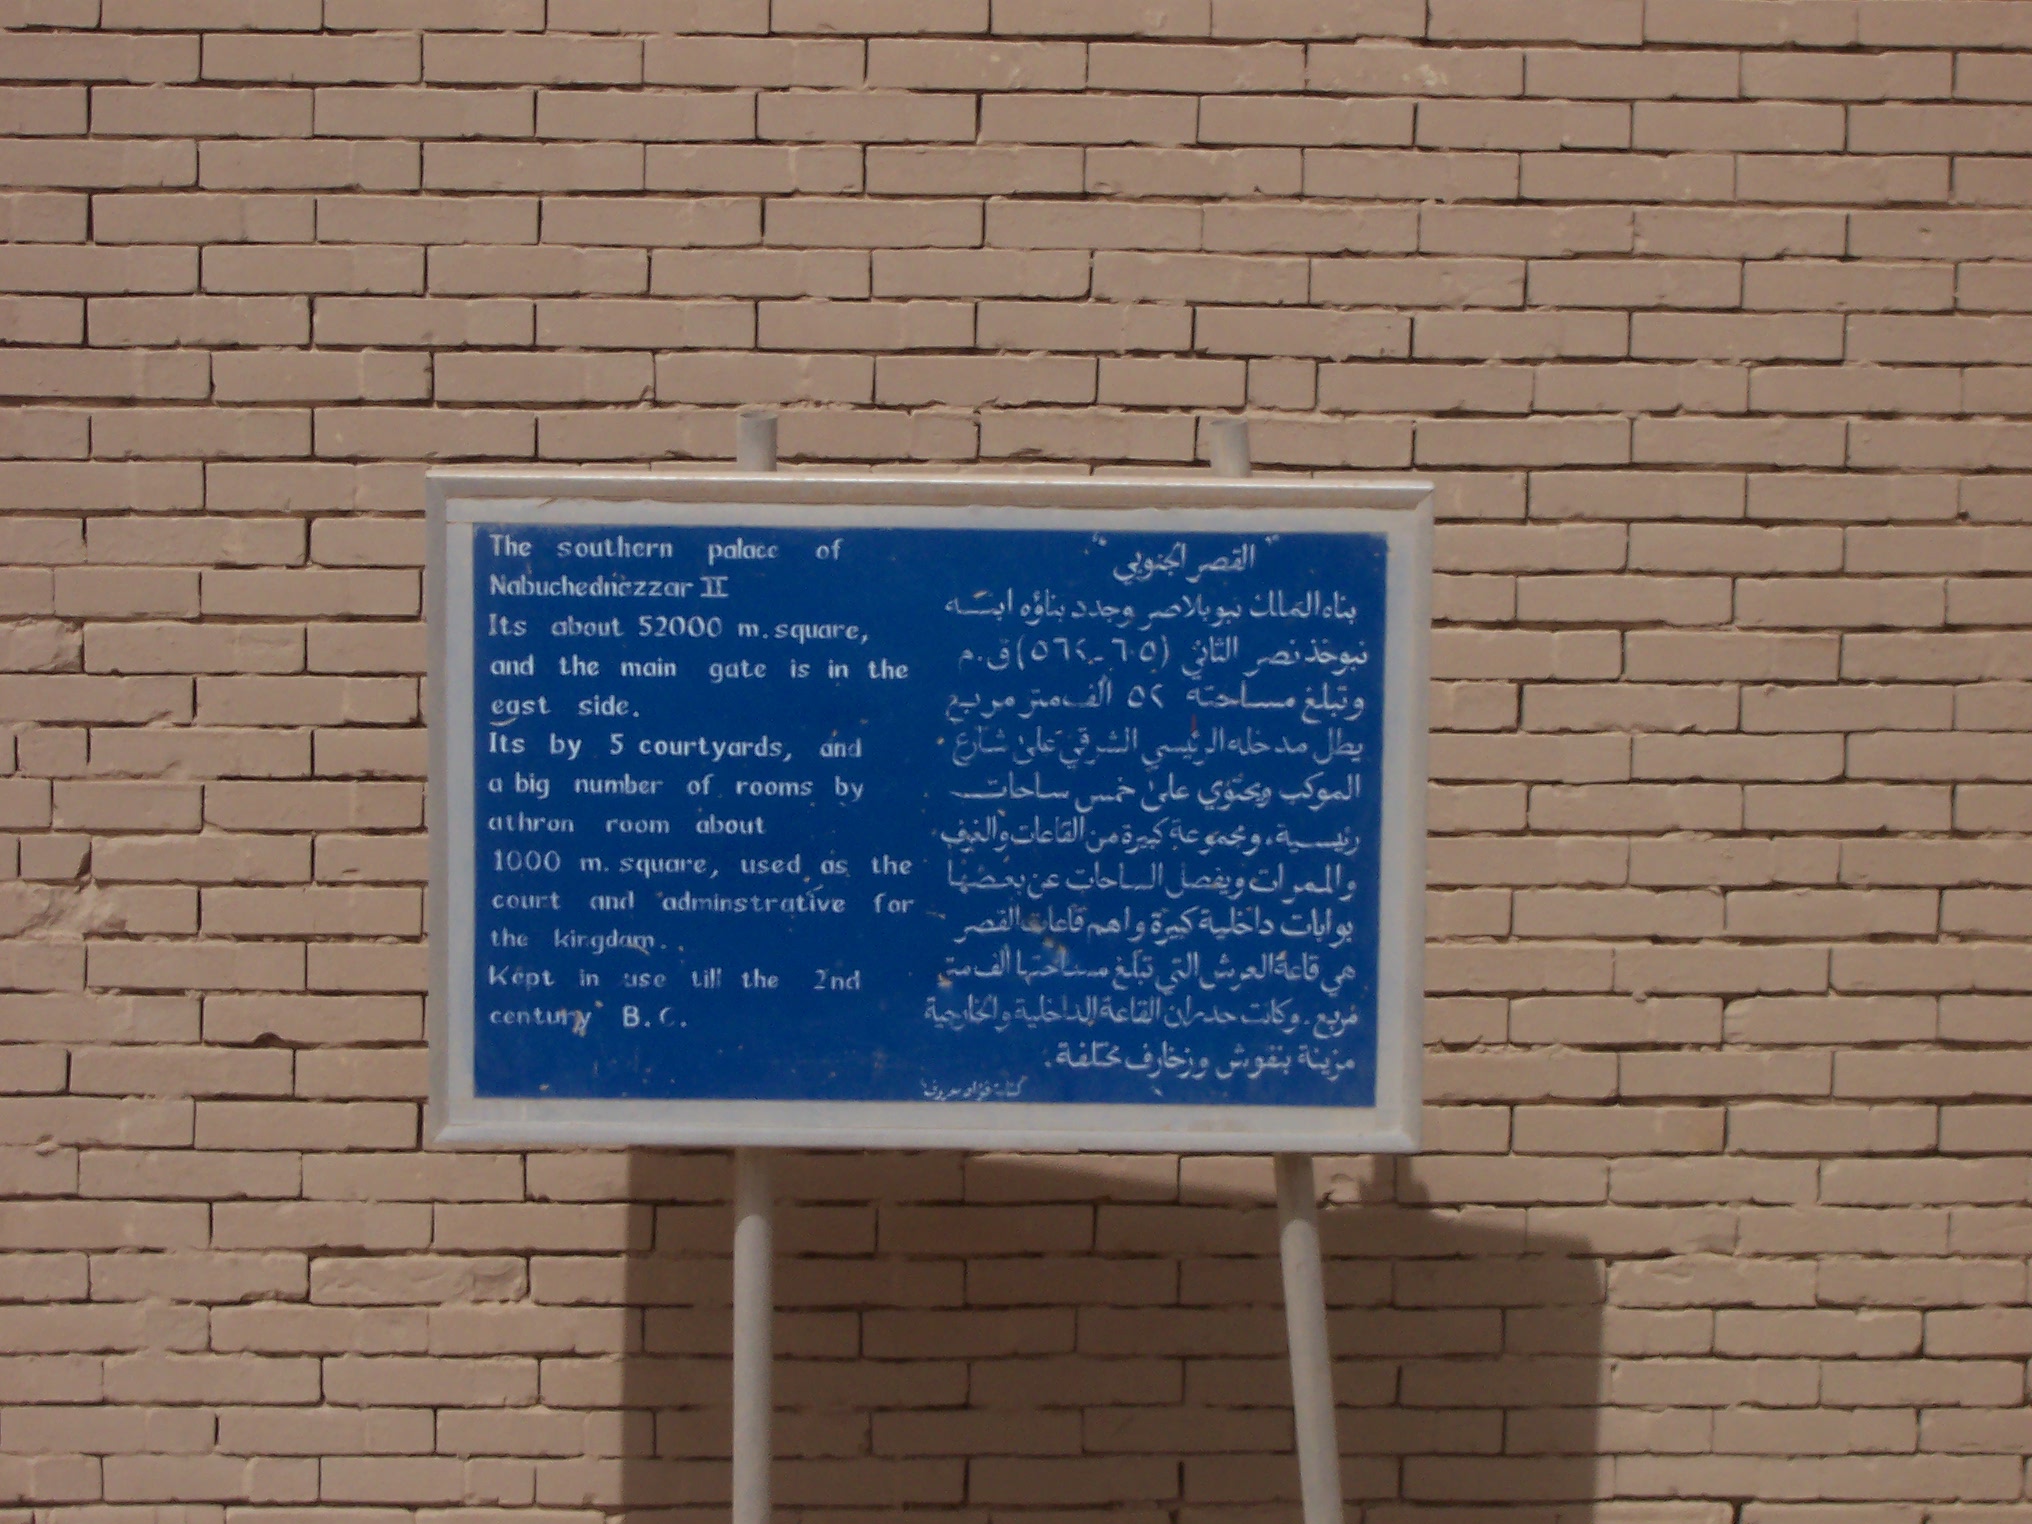 The southern palace of
Nabuchednezzar II
Its about 52000 m. square,
and the main gate is in the
east side.
Its by 5 courtyards, and
a big number of rooms by
athron room about
1000 m. square, used as the
court and adminstrative for
the kingdam.
Kept in use till the 2nd
century B.C.
"القصر الجنوبي"
بناه الملك نبوبلاصر وجدد بناؤه ابنه
نبوخذ نصر الثاني (٦٠٥ـ٥٦٢) ق.م
وتبلغ مساحته ٥٢ الف متر مربع
يطل مدخله الرئيسي الشرقي على شارع
الموكب ويحتوي على خمس ساحات
رئيسية، ومجموعة كبيرة من القاعات والغرف
والممرات ويفصل الساحات عن بعضها
بوابات داخلية كبيرة واهم قاعات القصر
هي قاعة العرش التي تبلغ مساحتها الف متر
مربع. وكانت جدران القاعة الداخلية والخارجية
مزينة بنقوش وزخارف مختلفة.